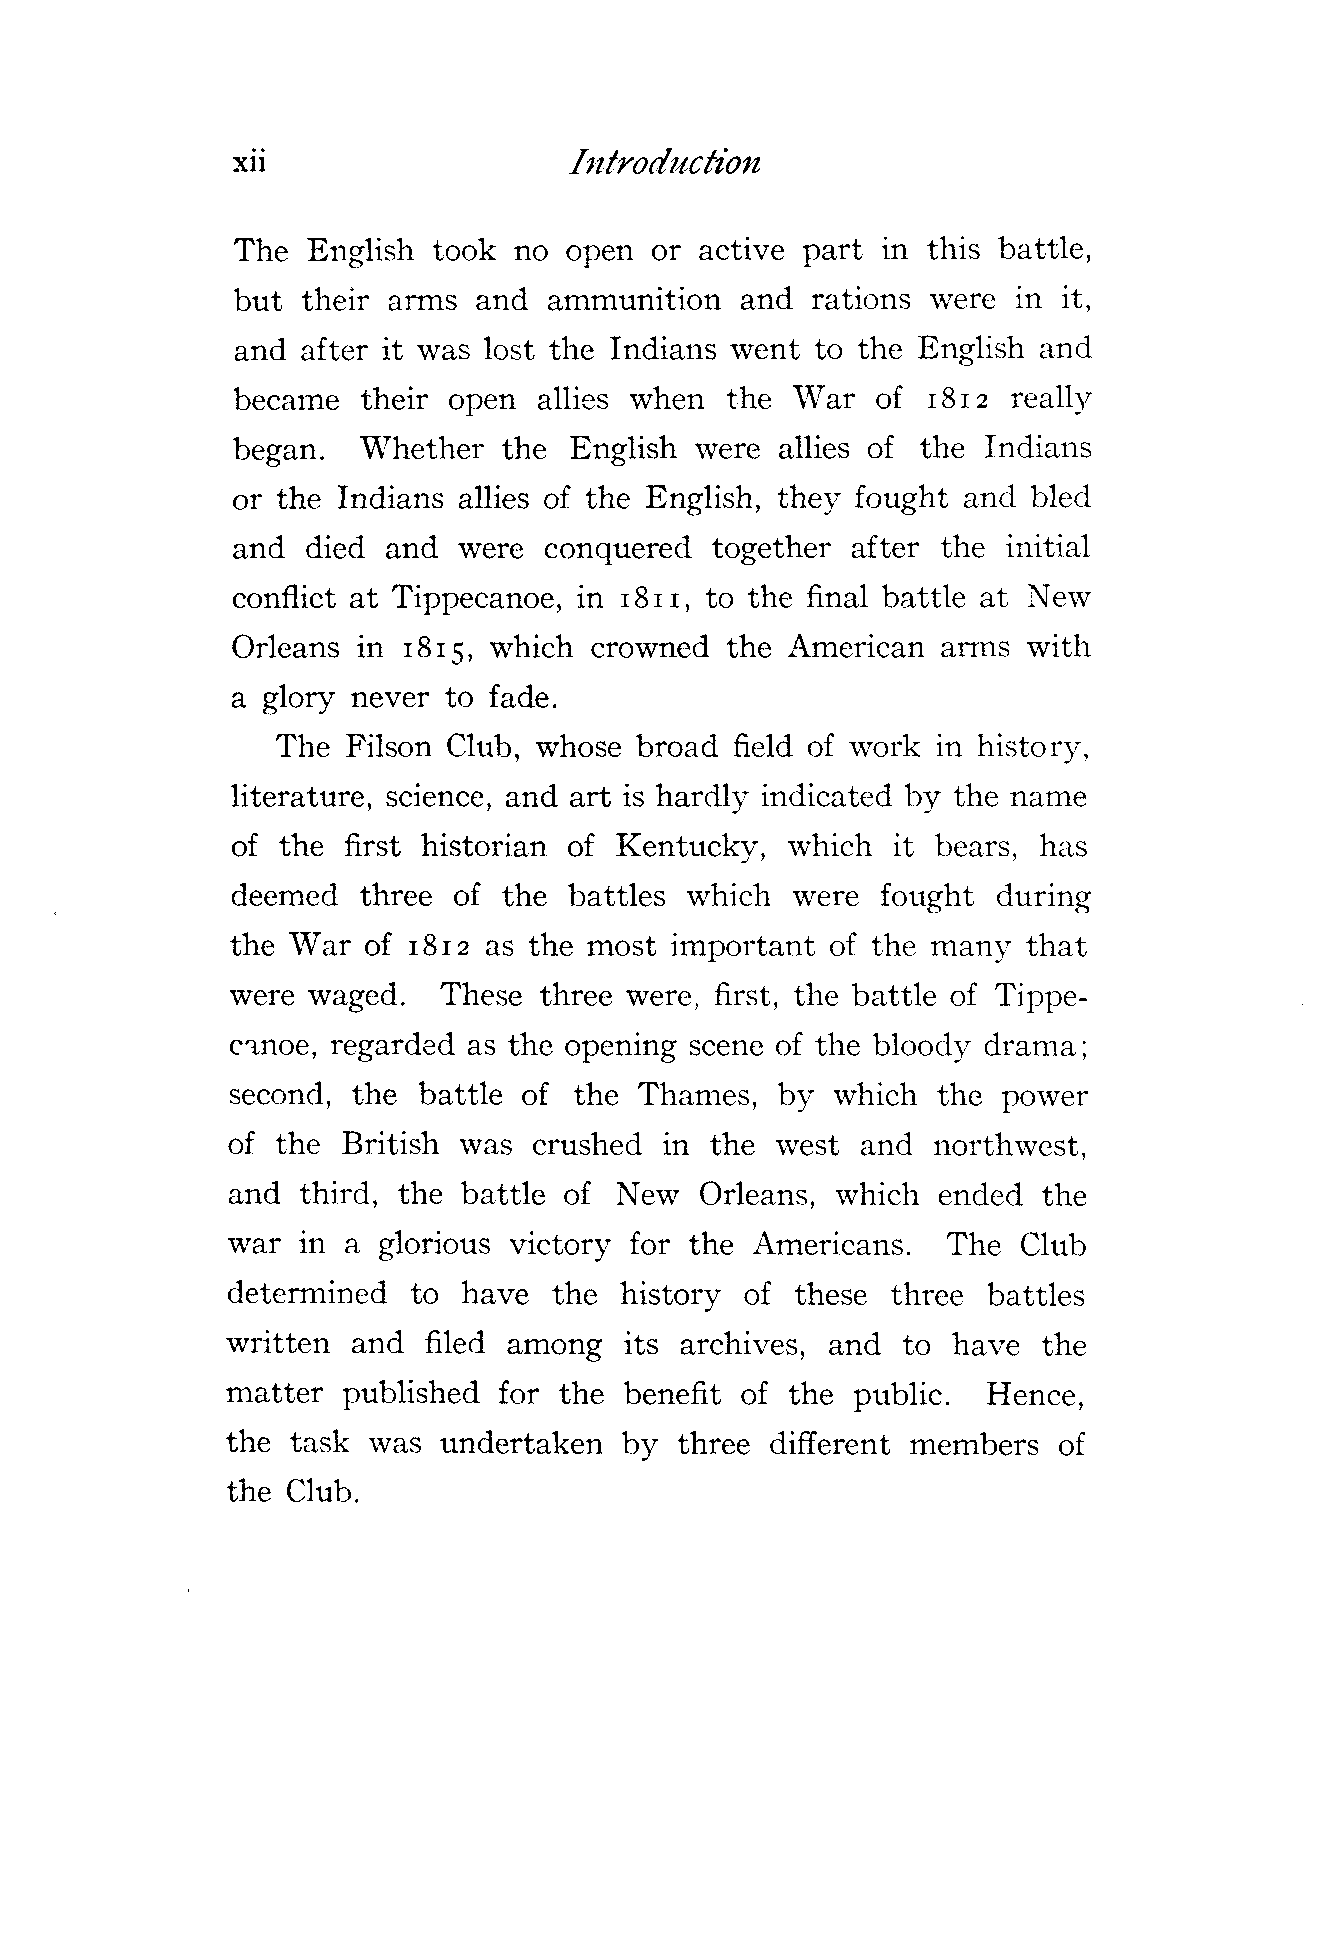 xii Introduction
The English took no open or active part in this battle,
but their arms and ammunition and rations were in it,
and after it was lost the Indians went to the English and
became their open allies when the War of 1812 really
began. Whether the English were allies of the Indians
or the Indians allies of the English, they fought and bled
and died and were conquered together after the initial
conflict at Tippecanoe, in 1811, to the final battle at New
Orleans in 1815, which crowned the American arms with
a glory never to fade.
The Filson Club, whose broad field of work in history,
literature, science, and art is hardly indicated by the name
of the first historian of Kentucky, which it bears, has
deemed three of the battles which were fought during
the War of 1812 as the most important of the many that
were waged. These three were, first, the battle of Tippe-
canoe, regarded as the opening scene of the bloody drama;
second, the battle of the Thames, by which the power
of the British was crushed in the west and northwest,
and third, the battle of New Orleans, which ended the
war in a glorious victory for the Americans. The Club
determined to have the history of these three battles
written and filed among its archives, and to have the
matter published for the benefit of the public. Hence,
the task was undertaken by three different members of
the Club.